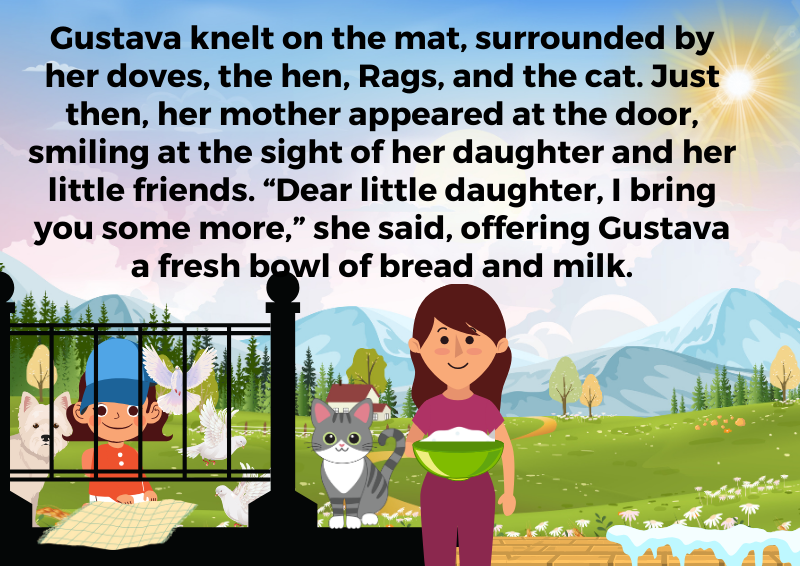 Gustava knelt on the mat, surrounded by
her doves, the hen, Rags, and the cat. Just
then, her mother appeared at the door,
smiling at the sight of her daughter and her
little friends. “Dear little daughter, I bring
you some more,” she said, offering Gustava
a fresh bowl of bread and milk.